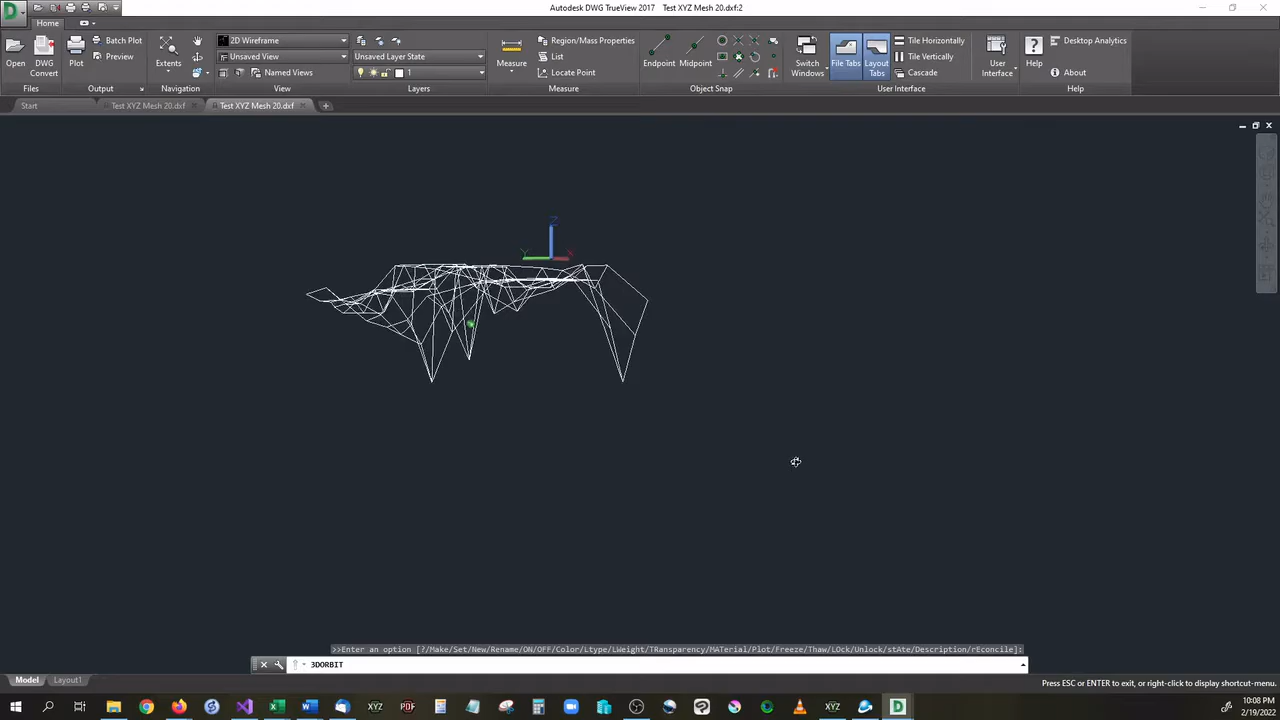 Autodesk DWG TrueView 2017 Test XYZ Mesh 20.dxf:2
Home
Open
DWG
Convert
Files
Plot
Batch Plot
Preview
Output
Extents
Navigation
2D Wireframe
Unsaved View
Named Views
View
Unsaved Layer State
1
Layers
Measure
Region/Mass Properties
List
Locate Point
Measure
Endpoint
Midpoint
Object Snap
Switch
Windows
File Tabs
Layout
Tabs
Tile Horizontally
Tile Vertically
Cascade
User
Interface
User Interface
Help
Desktop Analytics
About
Help
Start
Test XYZ Mesh 20.dxf
Test XYZ Mesh 20.dxf
Z
Y
X
>>Enter an option [?/Make/Set/New/Rename/ON/OFF/Color/Ltype/LWeight/TRansparency/MATerial/Plot/Freeze/Thaw/LOck/Unlock/stAte/Description/rEconcile]:
3DORBIT
Model
Layout1
Press ESC or ENTER to exit, or right-click to display shortcut-menu.
XYZ
PDF
XYZ
10:08 PM
2/19/2022